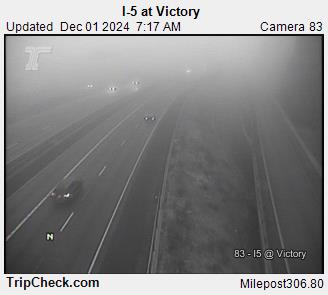 I-5 at Victory
Updated Dec 01 2024 7:17 AM Camera 83
T
N
83 - I5 @ Victory
TripCheck.com Milepost306.80